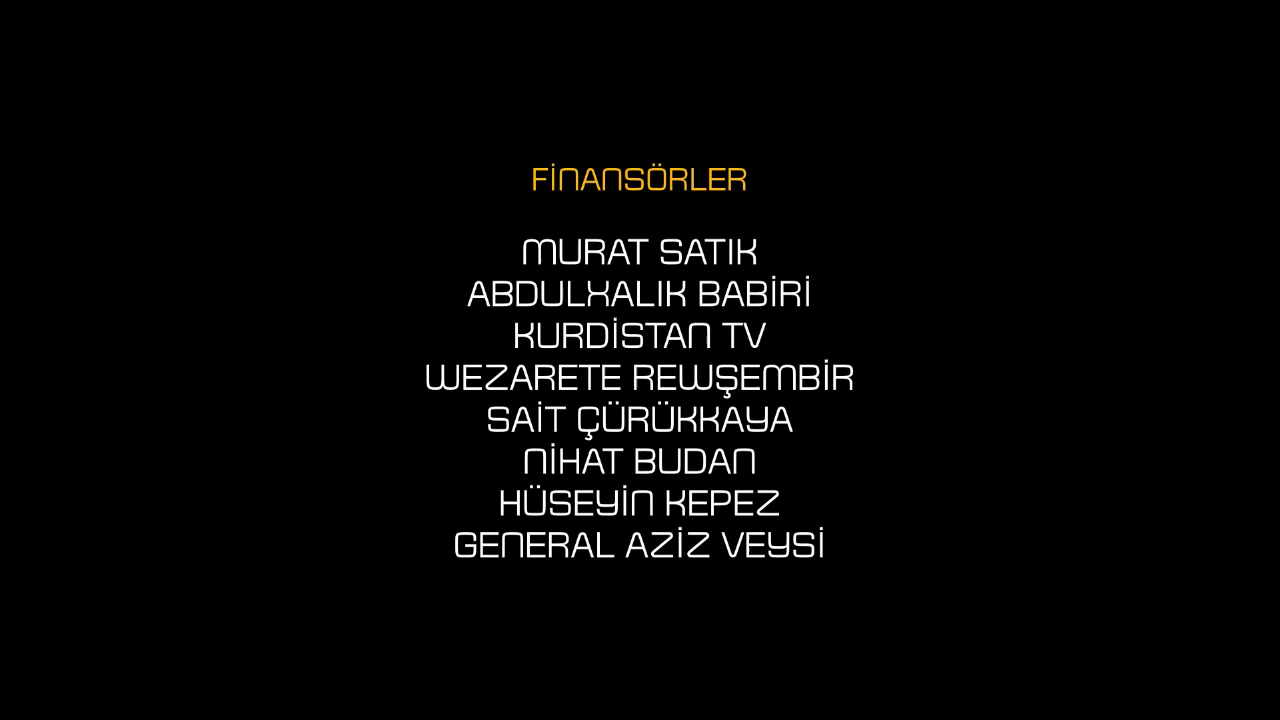 FİNANSÖRLER
MURAT SATIK
ABDULXALIK BABİRİ
KURDİSTAN TV
WEZARETE REWŞEMBİR
SAİT ÇÜRÜKKAYA
NİHAT BUDAN
HÜSEYİN KEPEZ
GENERAL AZİZ VEYSİ